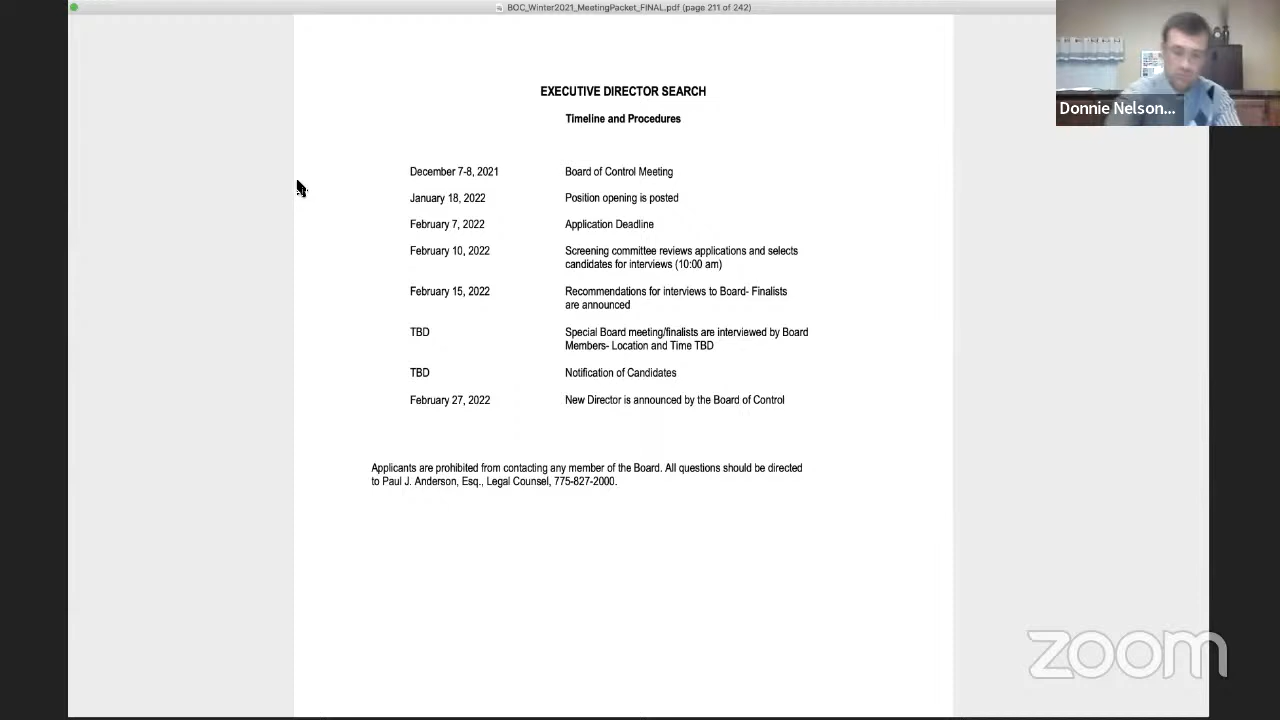 BOC_Winter2021_MeetingPacket_FINAL.pdf (page 211 of 242)
EXECUTIVE DIRECTOR SEARCH
Timeline and Procedures
December 7-8, 2021 Board of Control Meeting
January 18, 2022 Position opening is posted
February 7, 2022 Application Deadline
February 10, 2022 Screening committee reviews applications and selects
candidates for interviews (10:00 am)
February 15, 2022 Recommendations for interviews to Board- Finalists
are announced
TBD Special Board meeting/finalists are interviewed by Board
Members- Location and Time TBD
TBD Notification of Candidates
February 27, 2022 New Director is announced by the Board of Control
Applicants are prohibited from contacting any member of the Board. All questions should be directed
to Paul J. Anderson, Esq., Legal Counsel, 775-827-2000.
Donnie Nelson...
zoom